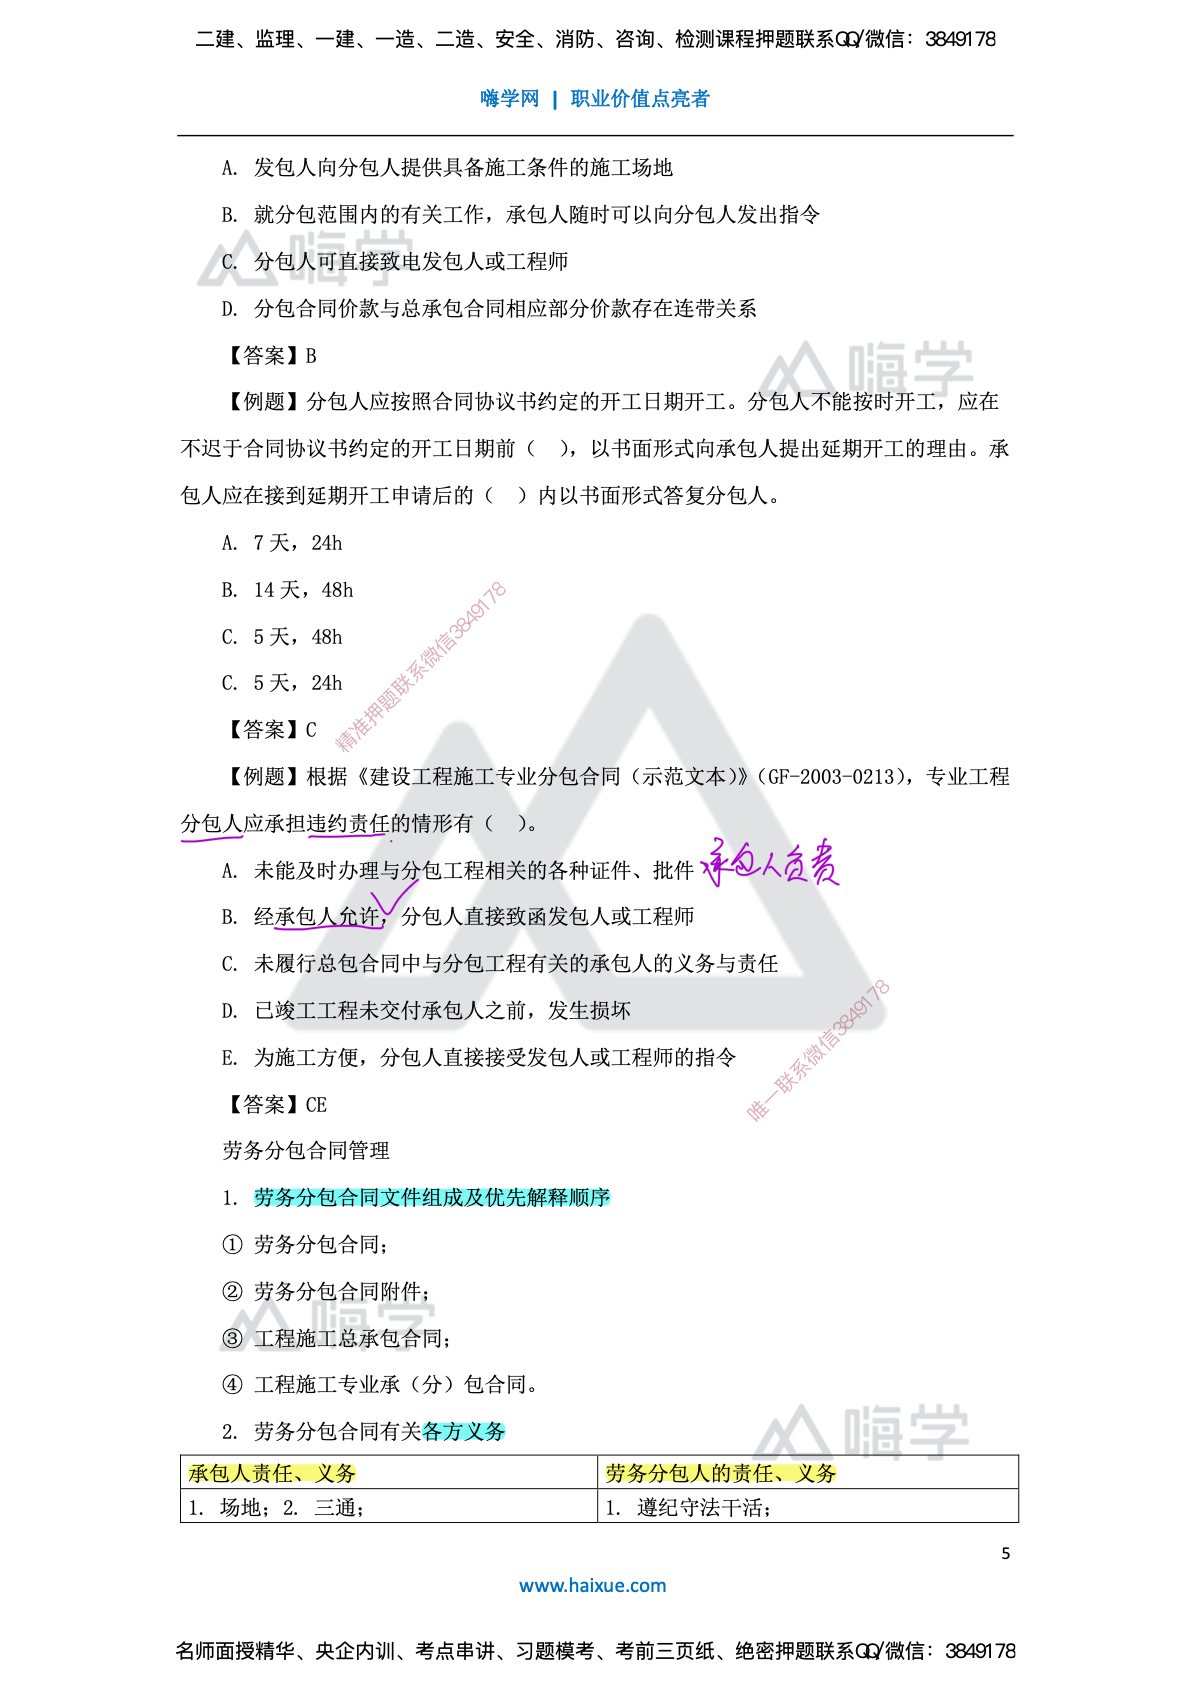 二建、监理、一建、一造、二造、安全、消防、咨询、检测课程押题联系QQ/微信：3849178
嗨学网 | 职业价值点亮者
A. 发包人向分包人提供具备施工条件的施工场地
B. 就分包范围内的有关工作，承包人随时可以向分包人发出指令
嗨学
C. 分包人可直接致电发包人或工程师
D. 分包合同价款与总承包合同相应部分价款存在连带关系
【答案】B
嗨学
【例题】分包人应按照合同协议书约定的开工日期开工。分包人不能按时开工，应在
不迟于合同协议书约定的开工日期前（ ），以书面形式向承包人提出延期开工的理由。承
包人应在接到延期开工申请后的（ ）内以书面形式答复分包人。
A. 7 天，24h
B. 14 天，48h
C. 5 天，48h
C. 5 天，24h
精准押题联系微信3849178
【答案】C
【例题】根据《建设工程施工专业分包合同（示范文本）》（GF-2003-0213），专业工程
分包人应承担违约责任的情形有（ ）。
A. 未能及时办理与分包工程相关的各种证件、批件 承包人负责
B. 经承包人允许，分包人直接致函发包人或工程师
C. 未履行总包合同中与分包工程有关的承包人的义务与责任
D. 已竣工工程未交付承包人之前，发生损坏
E. 为施工方便，分包人直接接受发包人或工程师的指令
唯一联系微信3849178
【答案】CE
劳务分包合同管理
1. 劳务分包合同文件组成及优先解释顺序
① 劳务分包合同；
② 劳务分包合同附件；
嗨学
③ 工程施工总承包合同；
④ 工程施工专业承（分）包合同。
2. 劳务分包合同有关各方义务
嗨学
承包人责任、义务 劳务分包人的责任、义务
1. 场地；2. 三通； 1. 遵纪守法干活；
5
www.haixue.com
名师面授精华、央企内训、考点串讲、习题模考、考前三页纸、绝密押题联系QQ/微信：3849178